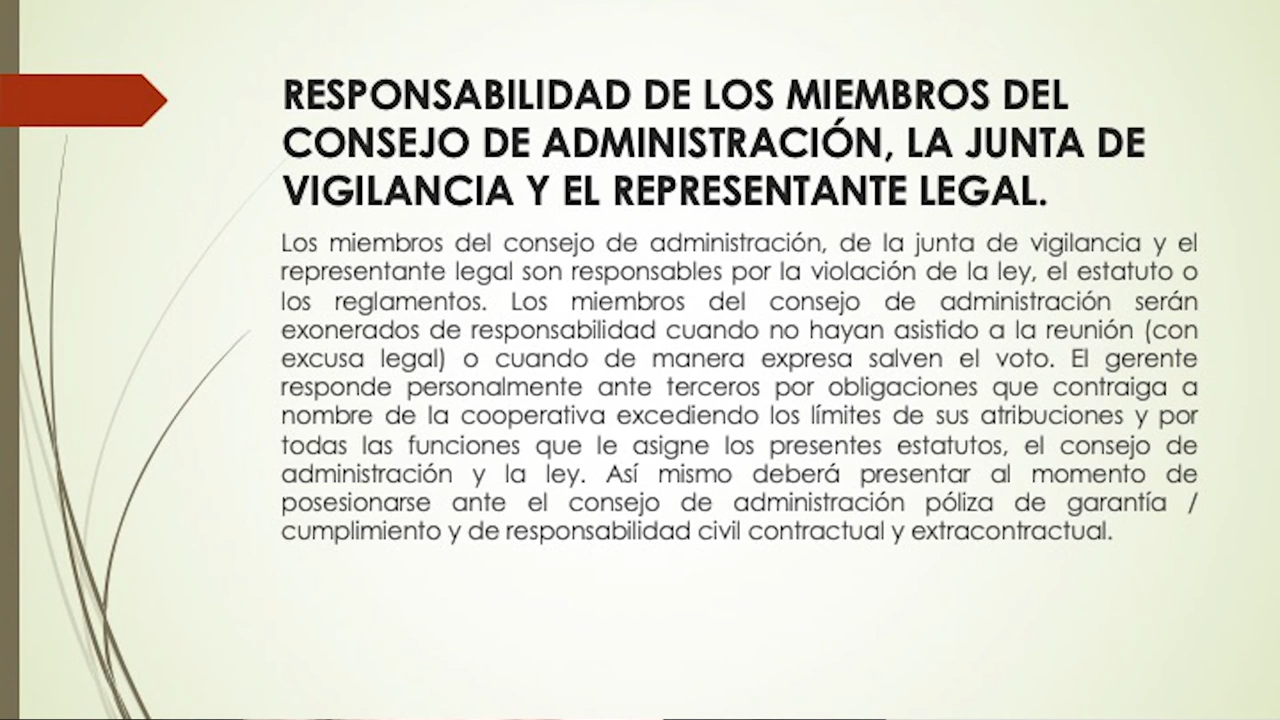 RESPONSABILIDAD DE LOS MIEMBROS DEL
CONSEJO DE ADMINISTRACIÓN, LA JUNTA DE
VIGILANCIA Y EL REPRESENTANTE LEGAL.
Los miembros del consejo de administración, de la junta de vigilancia y el
representante legal son responsables por la violación de la ley, el estatuto o
los reglamentos. Los miembros del consejo de administración serán
exonerados de responsabilidad cuando no hayan asistido a la reunión (con
excusa legal) o cuando de manera expresa salven el voto. El gerente
responde personalmente ante terceros por obligaciones que contraiga a
nombre de la cooperativa excediendo los límites de sus atribuciones y por
todas las funciones que le asigne los presentes estatutos, el consejo de
administración y la ley. Así mismo deberá presentar al momento de
posesionarse ante el consejo de administración póliza de garantía /
cumplimiento y de responsabilidad civil contractual y extracontractual.